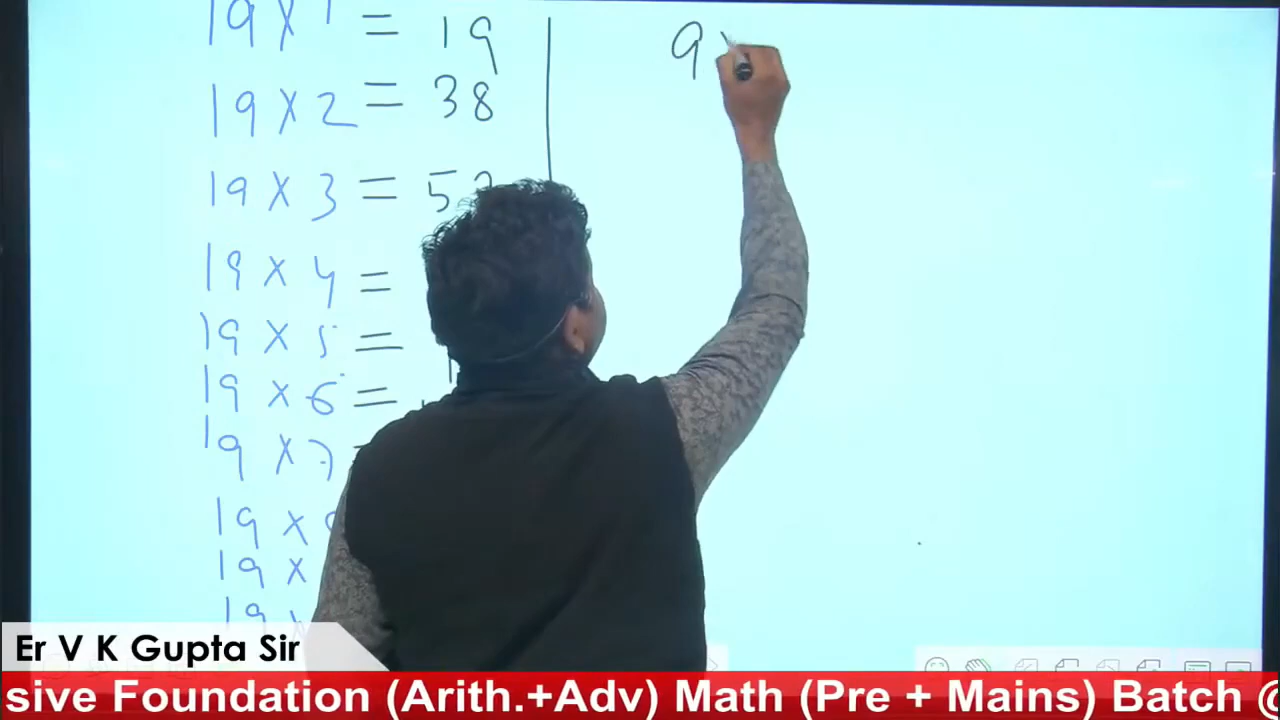 19 × 1 = 19
19 × 2 = 38
19 × 3 = 5
19 × 4 =
19 × 5 =
19 × 6 =
19 × 7
19 ×
19 ×
19 ×
9
Er V K Gupta Sir
sive Foundation (Arith.+Adv) Math (Pre + Mains) Batch @